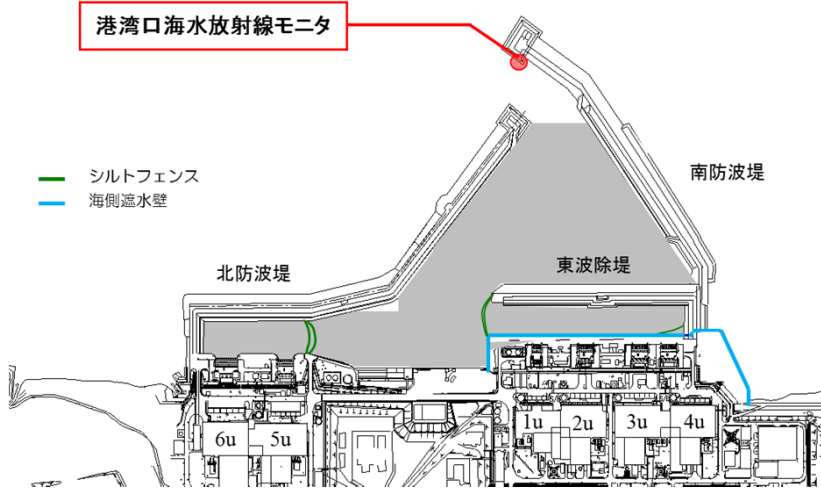 港湾口海水放射線モニタ
シルトフェンス
海側遮水壁
南防波堤
北防波堤
東波除堤
6u
5u
1u
2u
3u
4u